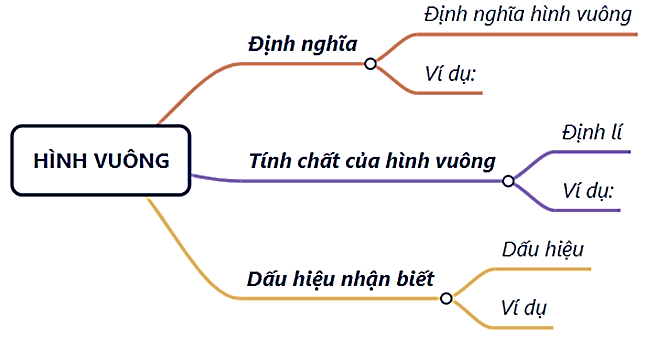 HÌNH VUÔNG
Định nghĩa
Định nghĩa hình vuông
Ví dụ:
Tính chất của hình vuông
Định lí
Ví dụ:
Dấu hiệu nhận biết
Dấu hiệu
Ví dụ